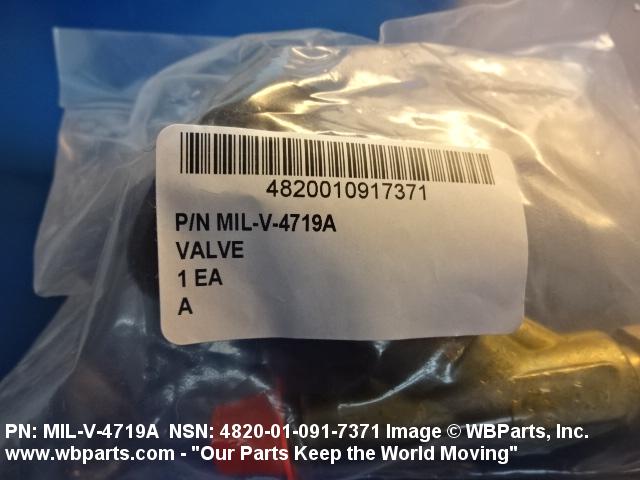 4820010917371
P/N MIL-V-4719A
VALVE
1 EA
A
PN: MIL-V-4719A  NSN: 4820-01-091-7371 Image © WBParts, Inc.
www.wbparts.com - "Our Parts Keep the World Moving"